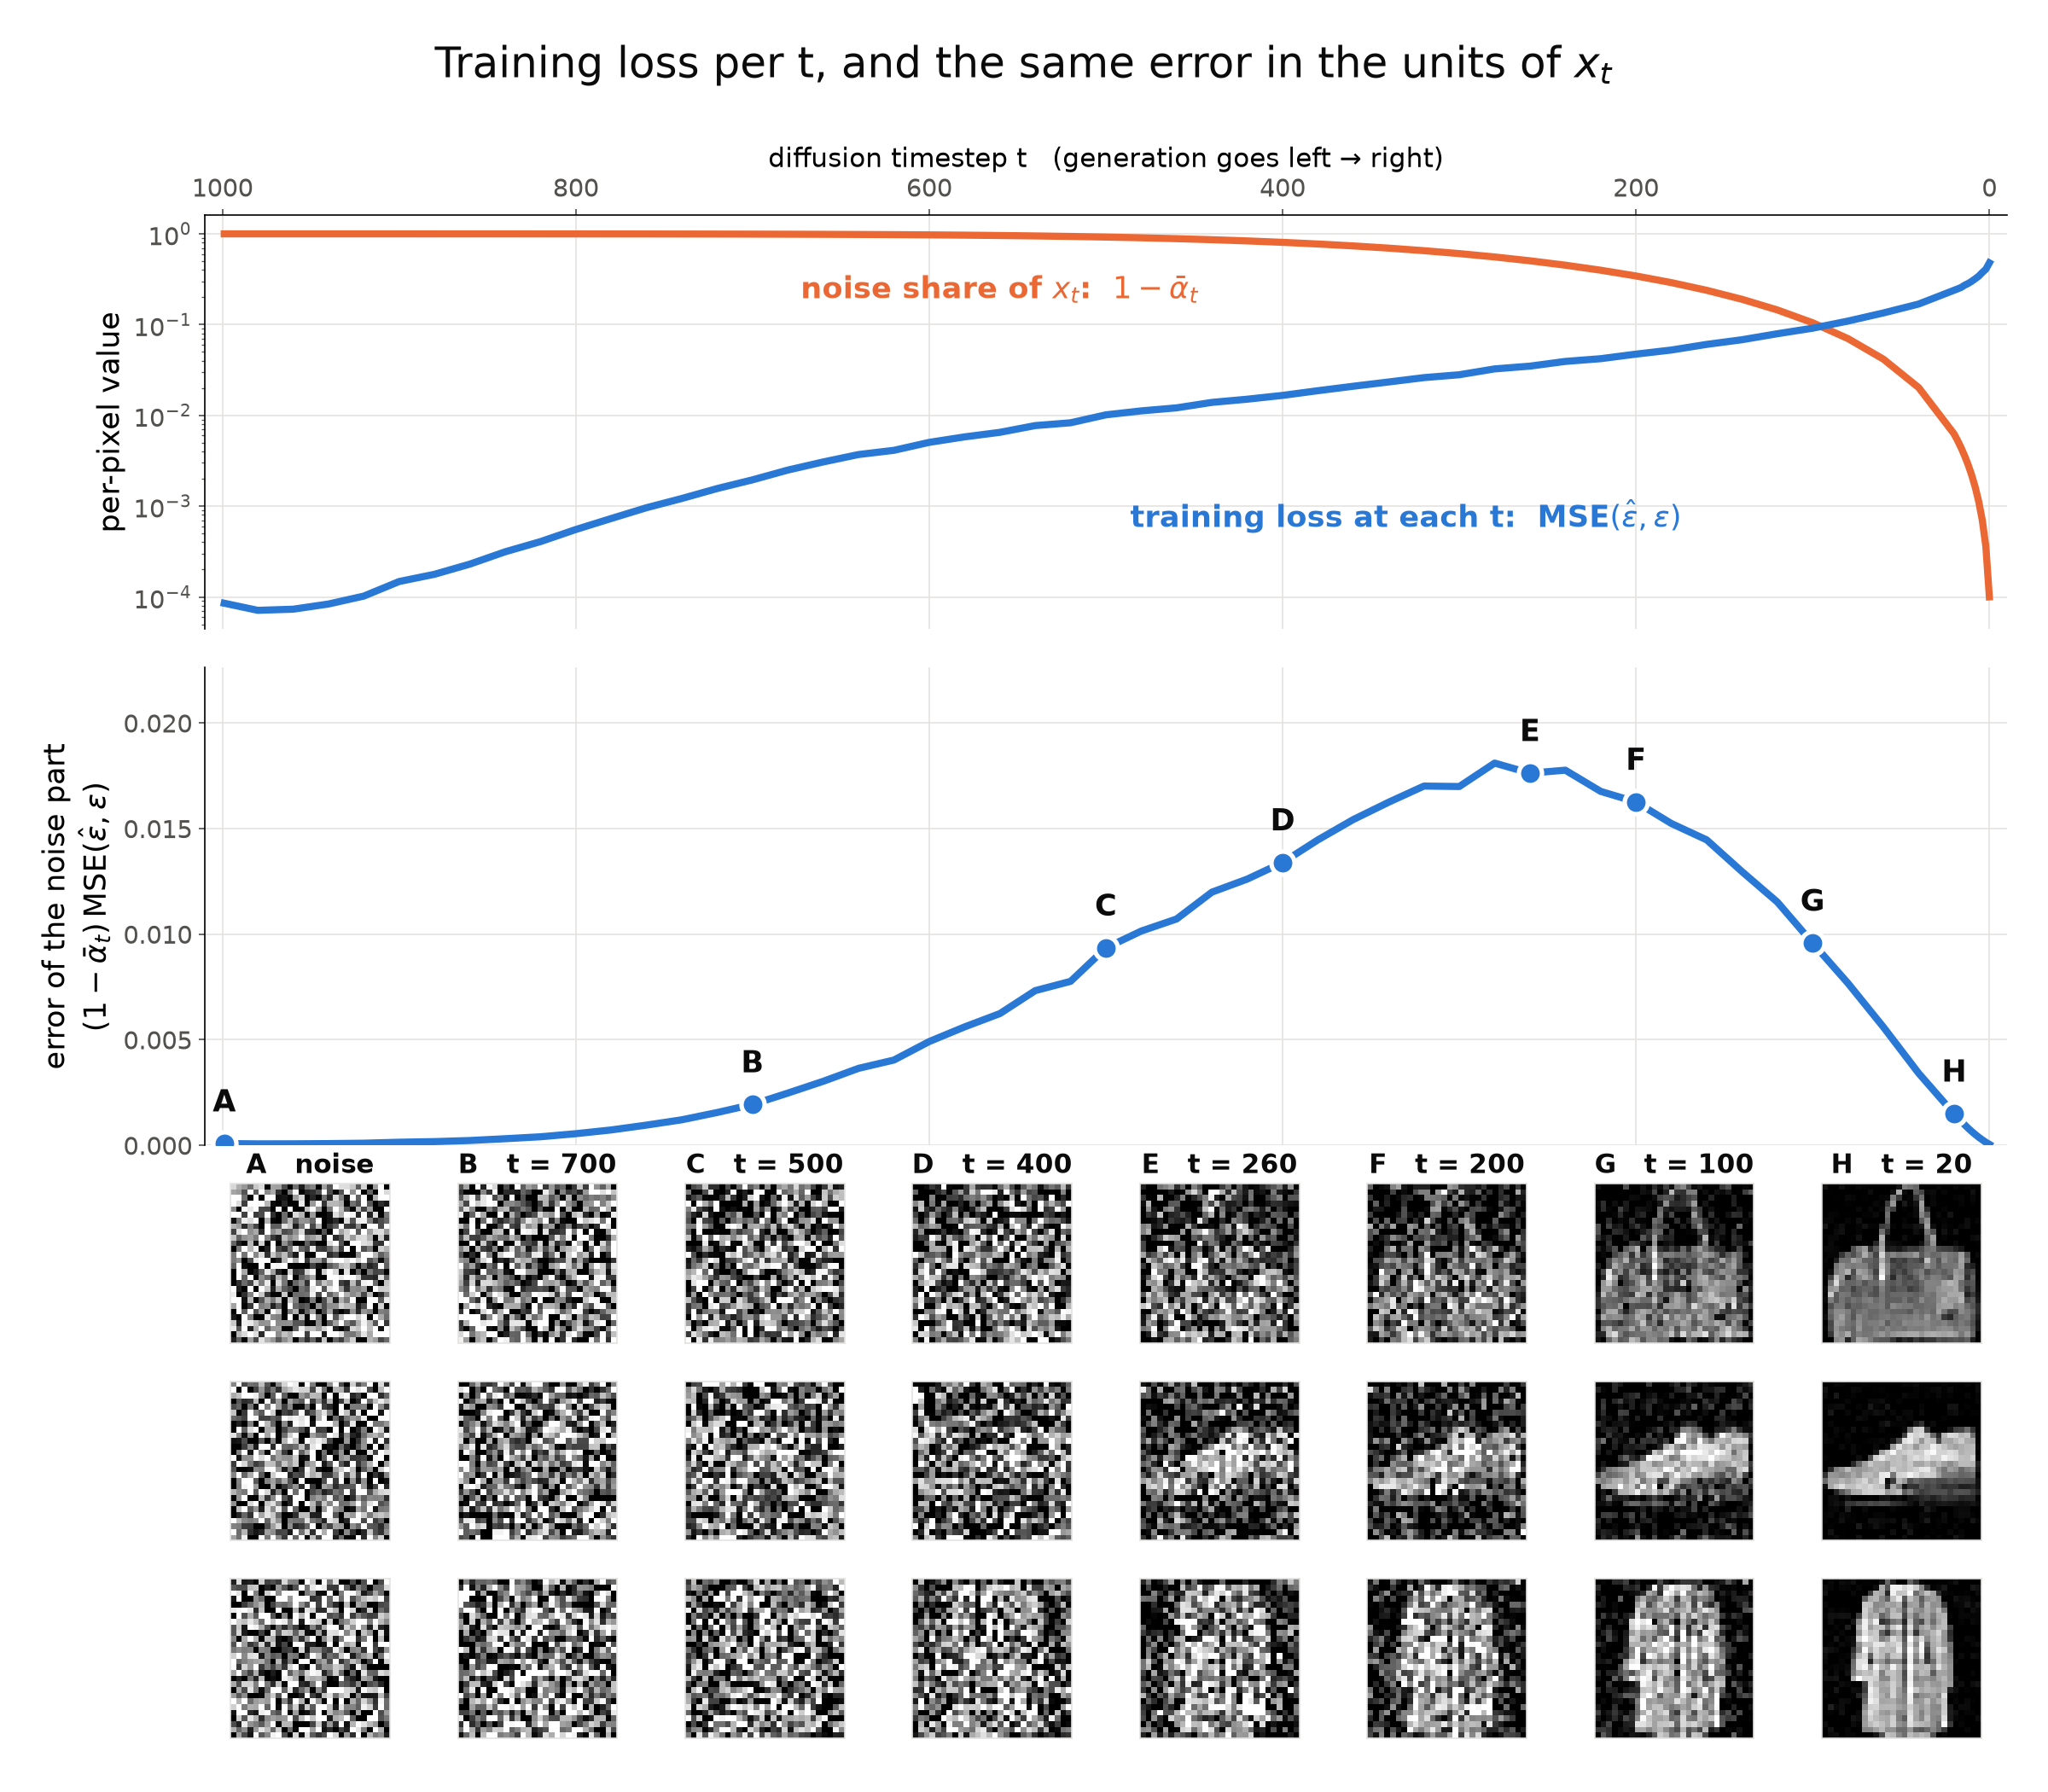 Training loss per t, and the same error in the units of xₜ
diffusion timestep t (generation goes left → right)
1000 800 600 400 200 0
per-pixel value
10⁰
10⁻¹
10⁻²
10⁻³
10⁻⁴
noise share of xₜ: 1 − ᾱₜ
training loss at each t: MSE(ε̂, ε)
error of the noise part
(1 − ᾱₜ) MSE(ε̂, ε)
0.020
0.015
0.010
0.005
0.000
A
B
C
D
E
F
G
H
A noise
B t = 700
C t = 500
D t = 400
E t = 260
F t = 200
G t = 100
H t = 20